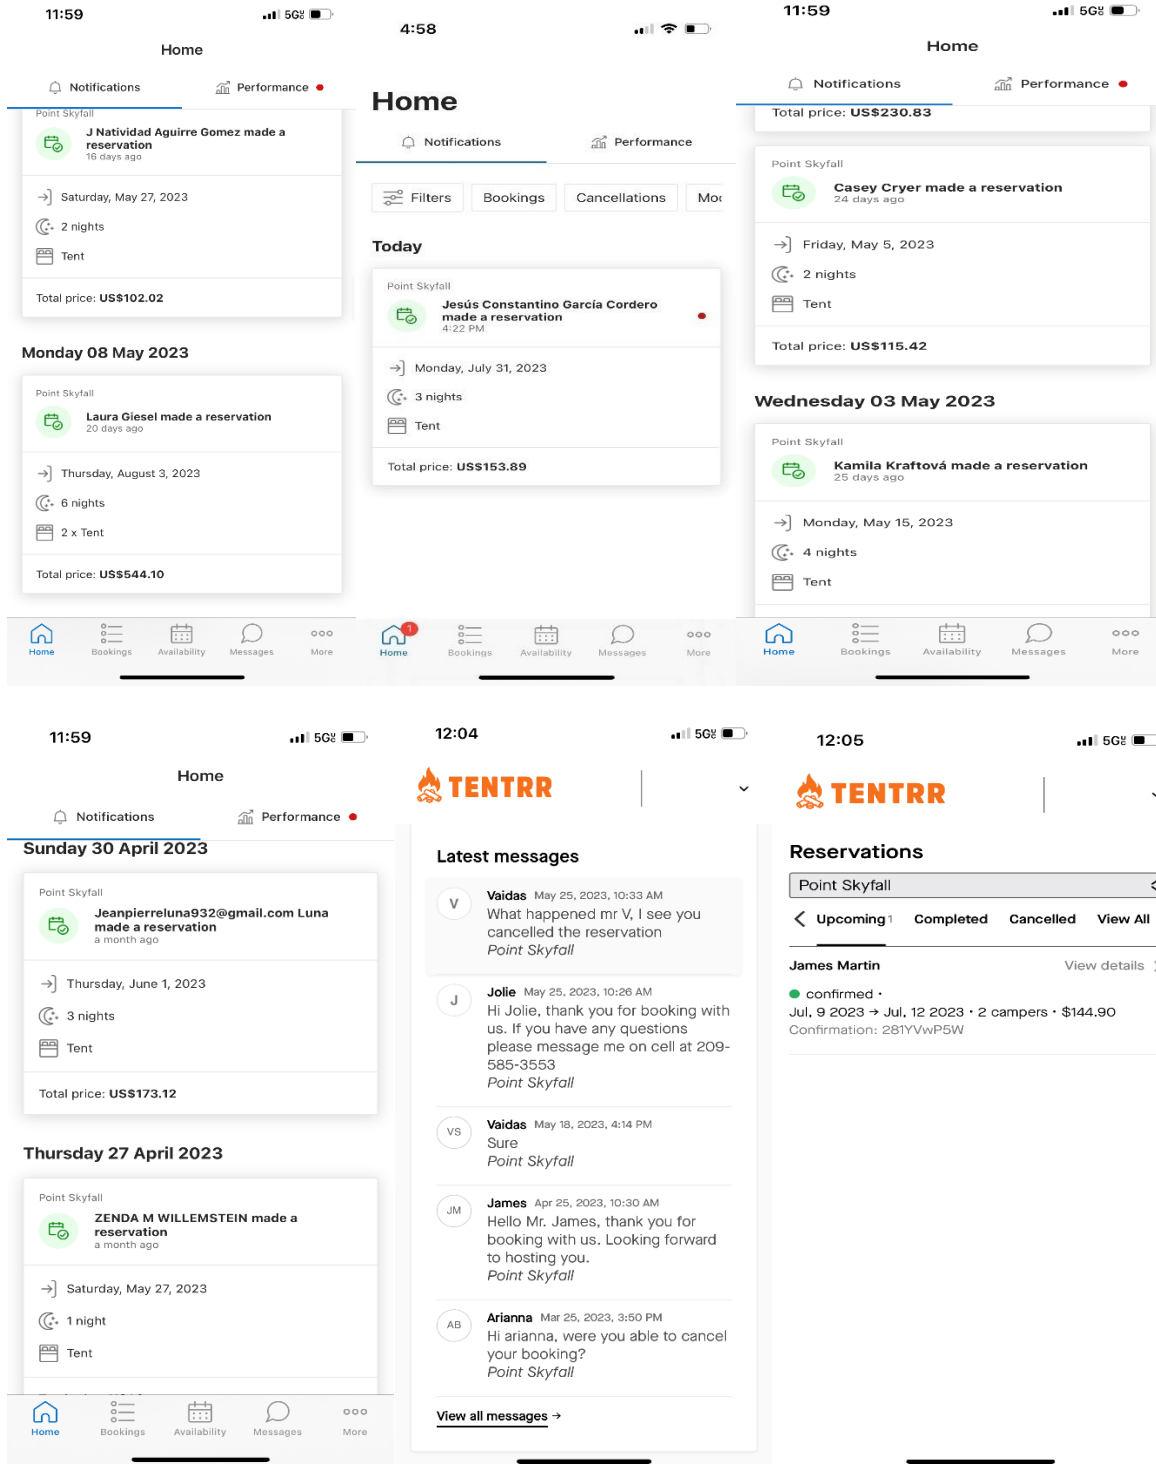 11:59
5G
Home
Notifications
Performance
Point Skyfall
J Natividad Aguirre Gomez made a
reservation
16 days ago
Saturday, May 27, 2023
2 nights
Tent
Total price: US$102.02
Monday 08 May 2023
Point Skyfall
Laura Giesel made a reservation
20 days ago
Thursday, August 3, 2023
6 nights
2 x Tent
Total price: US$544.10
Home
Bookings
Availability
Messages
More
4:58
Home
Notifications
Performance
Filters
Bookings
Cancellations
Today
Point Skyfall
Jesús Constantino García Cordero
made a reservation
4:22 PM
Monday, July 31, 2023
3 nights
Tent
Total price: US$153.89
1
Home
Bookings
Availability
Messages
More
11:59
5G
Home
Notifications
Performance
Total price: US$230.83
Point Skyfall
Casey Cryer made a reservation
24 days ago
Friday, May 5, 2023
2 nights
Tent
Total price: US$115.42
Wednesday 03 May 2023
Point Skyfall
Kamila Kraftová made a reservation
25 days ago
Monday, May 15, 2023
4 nights
Tent
Home
Bookings
Availability
Messages
More
11:59
5G
Home
Notifications
Performance
Sunday 30 April 2023
Point Skyfall
Jeanpierreluna932@gmail.com Luna
made a reservation
a month ago
Thursday, June 1, 2023
3 nights
Tent
Total price: US$173.12
Thursday 27 April 2023
Point Skyfall
ZENDA M WILLEMSTEIN made a
reservation
a month ago
Saturday, May 27, 2023
1 night
Tent
Home
Bookings
Availability
Messages
More
12:04
5G
TENTRR
Latest messages
V
Vaidas May 25, 2023, 10:33 AM
What happened mr V, I see you
cancelled the reservation
Point Skyfall
J
Jolie May 25, 2023, 10:26 AM
Hi Jolie, thank you for booking with
us. If you have any questions
please message me on cell at 209-
585-3553
Point Skyfall
VS
Vaidas May 18, 2023, 4:14 PM
Sure
Point Skyfall
JM
James Apr 25, 2023, 10:30 AM
Hello Mr. James, thank you for
booking with us. Looking forward
to hosting you.
Point Skyfall
AB
Arianna Mar 25, 2023, 3:50 PM
Hi arianna, were you able to cancel
your booking?
Point Skyfall
View all messages →
12:05
5G
TENTRR
Reservations
Point Skyfall
Upcoming 1 Completed Cancelled View All
James Martin
View details
confirmed •
Jul, 9 2023 → Jul, 12 2023 • 2 campers • $144.90
Confirmation: 281YVwP5W